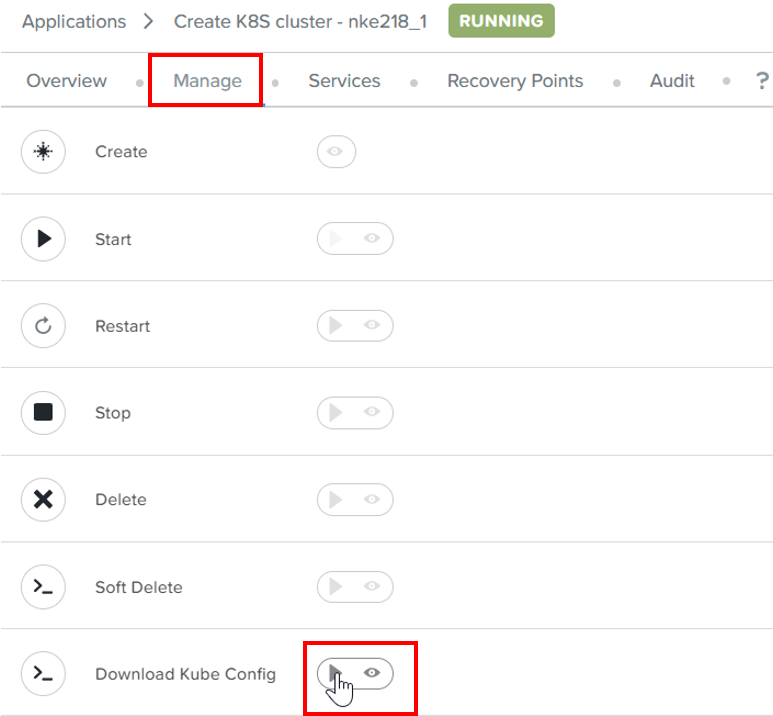 Applications > Create K8S cluster - nke218_1 RUNNING
Overview Manage Services Recovery Points Audit ?
Create
Start
Restart
Stop
Delete
Soft Delete
Download Kube Config